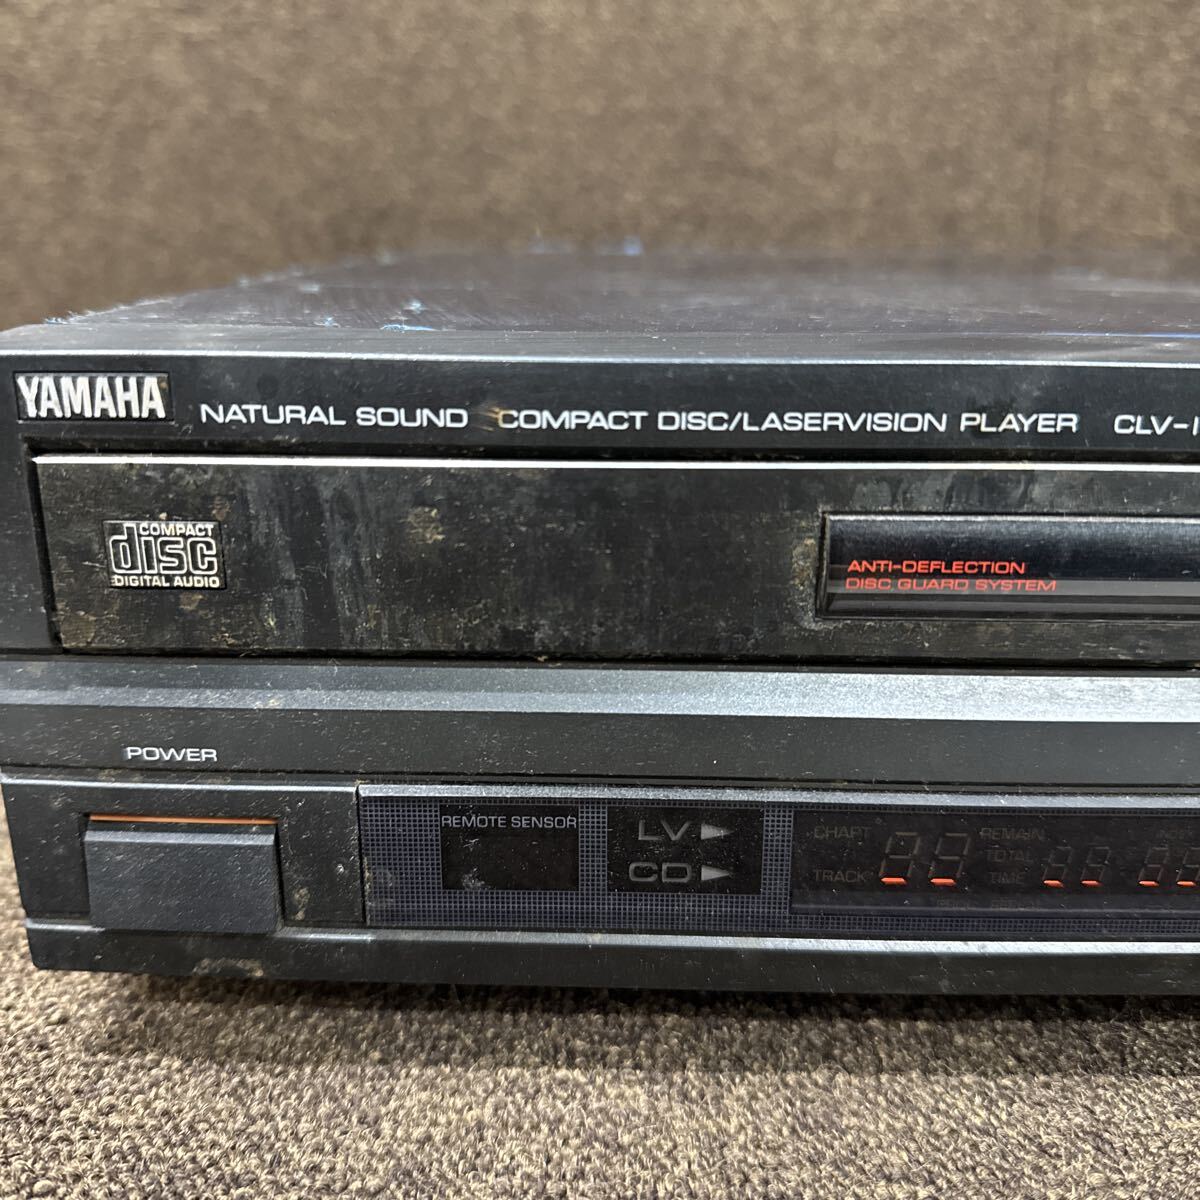 YAMAHA NATURAL SOUND COMPACT DISC/LASERVISION PLAYER CLV-1
COMPACT
disc
DIGITAL AUDIO
ANTI-DEFLECTION
DISC GUARD SYSTEM
POWER
REMOTE SENSOR
LV
CD
CHAPT
TRACK
REMAIN
TOTAL
TIME